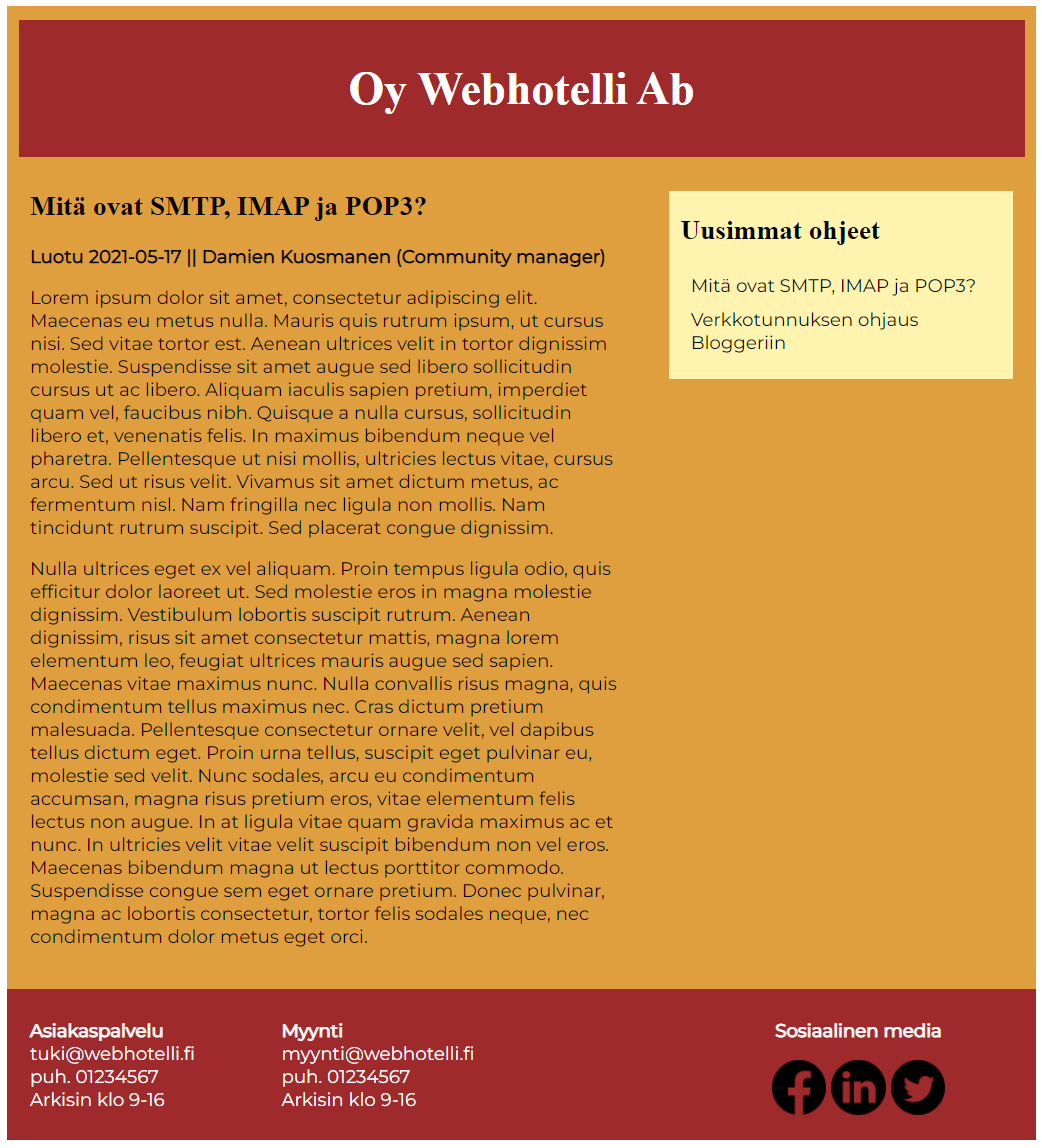 Oy Webhotelli Ab
Mitä ovat SMTP, IMAP ja POP3?
Luotu 2021-05-17 || Damien Kuosmanen (Community manager)
Lorem ipsum dolor sit amet, consectetur adipiscing elit.
Maecenas eu metus nulla. Mauris quis rutrum ipsum, ut cursus
nisi. Sed vitae tortor est. Aenean ultrices velit in tortor dignissim
molestie. Suspendisse sit amet augue sed libero sollicitudin
cursus ut ac libero. Aliquam iaculis sapien pretium, imperdiet
quam vel, faucibus nibh. Quisque a nulla cursus, sollicitudin
libero et, venenatis felis. In maximus bibendum neque vel
pharetra. Pellentesque ut nisi mollis, ultricies lectus vitae, cursus
arcu. Sed ut risus velit. Vivamus sit amet dictum metus, ac
fermentum nisl. Nam fringilla nec ligula non mollis. Nam
tincidunt rutrum suscipit. Sed placerat congue dignissim.
Nulla ultrices eget ex vel aliquam. Proin tempus ligula odio, quis
efficitur dolor laoreet ut. Sed molestie eros in magna molestie
dignissim. Vestibulum lobortis suscipit rutrum. Aenean
dignissim, risus sit amet consectetur mattis, magna lorem
elementum leo, feugiat ultrices mauris augue sed sapien.
Maecenas vitae maximus nunc. Nulla convallis risus magna, quis
condimentum tellus maximus nec. Cras dictum pretium
malesuada. Pellentesque consectetur ornare velit, vel dapibus
tellus dictum eget. Proin urna tellus, suscipit eget pulvinar eu,
molestie sed velit. Nunc sodales, arcu eu condimentum
accumsan, magna risus pretium eros, vitae elementum felis
lectus non augue. In at ligula vitae quam gravida maximus ac et
nunc. In ultricies velit vitae velit suscipit bibendum non vel eros.
Maecenas bibendum magna ut lectus porttitor commodo.
Suspendisse congue sem eget ornare pretium. Donec pulvinar,
magna ac lobortis consectetur, tortor felis sodales neque, nec
condimentum dolor metus eget orci.
Uusimmat ohjeet
Mitä ovat SMTP, IMAP ja POP3?
Verkkotunnuksen ohjaus
Bloggeriin
Asiakaspalvelu
tuki@webhotelli.fi
puh. 01234567
Arkisin klo 9-16
Myynti
myynti@webhotelli.fi
puh. 01234567
Arkisin klo 9-16
Sosiaalinen media